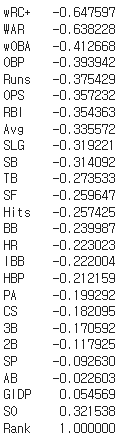 wRC+ -0.647597
WAR -0.638228
wOBA -0.412668
OBP -0.393942
Runs -0.375429
OPS -0.357232
RBI -0.354363
Avg -0.335572
SLG -0.319221
SB -0.314092
TB -0.273533
SF -0.259647
Hits -0.257425
BB -0.239987
HR -0.223023
IBB -0.222004
HBP -0.212159
PA -0.199292
CS -0.182095
3B -0.170592
2B -0.117925
SP -0.092630
AB -0.022603
GIDP 0.054569
SO 0.321538
Rank 1.000000